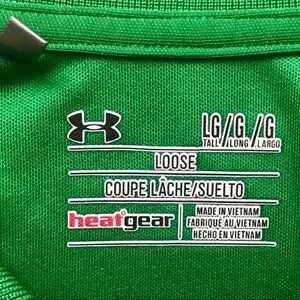 LG/G /G
TALL/LONG/LARGO
LOOSE
COUPE LÂCHE/SUELTO
heatgear
MADE IN VIETNAM
FABRIQUÉ AU VIETNAM
HECHO EN VIETNAM